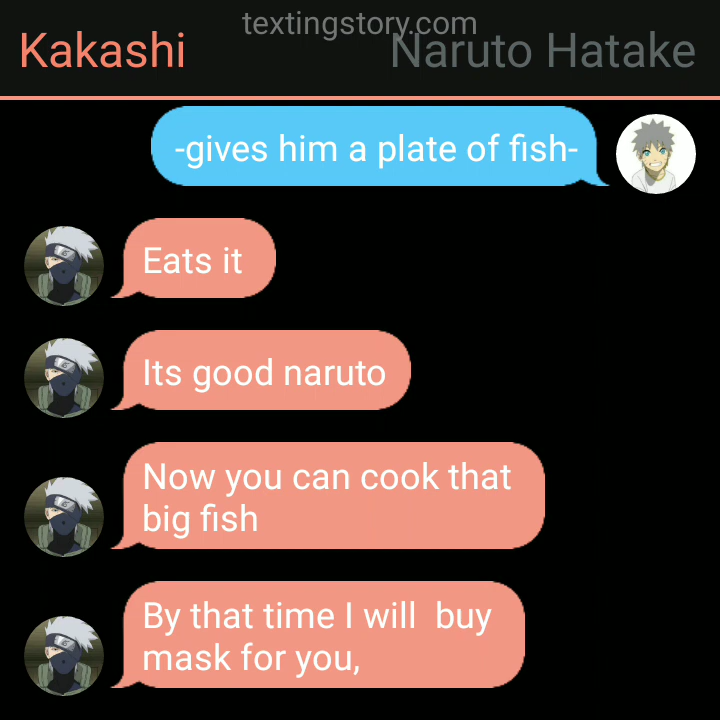 textingstory.com
Kakashi
Naruto Hatake
-gives him a plate of fish-
Eats it
Its good naruto
Now you can cook that
big fish
By that time I will  buy
mask for you,